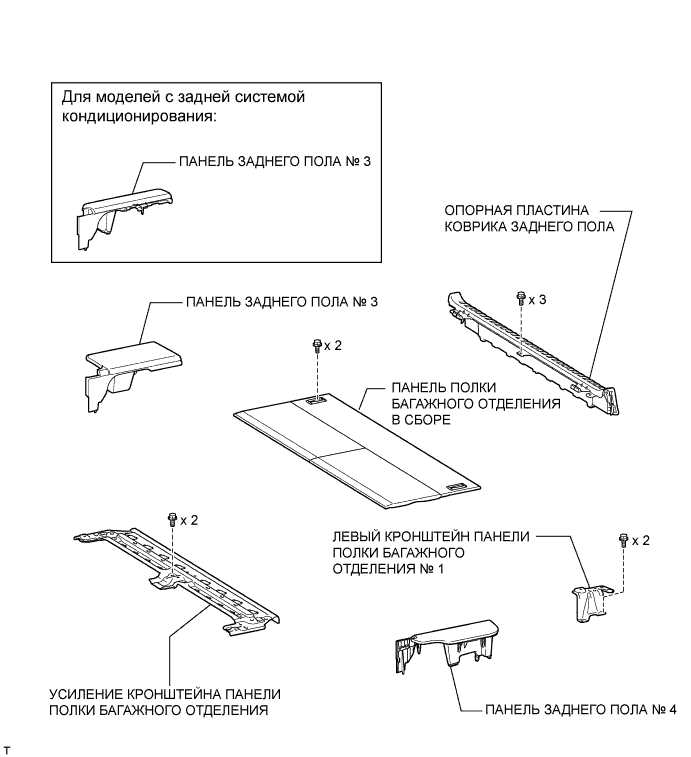 Для моделей с задней системой
кондиционирования:
ПАНЕЛЬ ЗАДНЕГО ПОЛА № 3
ОПОРНАЯ ПЛАСТИНА
КОВРИКА ЗАДНЕГО ПОЛА
x 3
ПАНЕЛЬ ЗАДНЕГО ПОЛА № 3
x 2
ПАНЕЛЬ ПОЛКИ
БАГАЖНОГО ОТДЕЛЕНИЯ
В СБОРЕ
x 2
ЛЕВЫЙ КРОНШТЕЙН ПАНЕЛИ
ПОЛКИ БАГАЖНОГО
ОТДЕЛЕНИЯ № 1
x 2
УСИЛЕНИЕ КРОНШТЕЙНА ПАНЕЛИ
ПОЛКИ БАГАЖНОГО ОТДЕЛЕНИЯ
ПАНЕЛЬ ЗАДНЕГО ПОЛА № 4
T